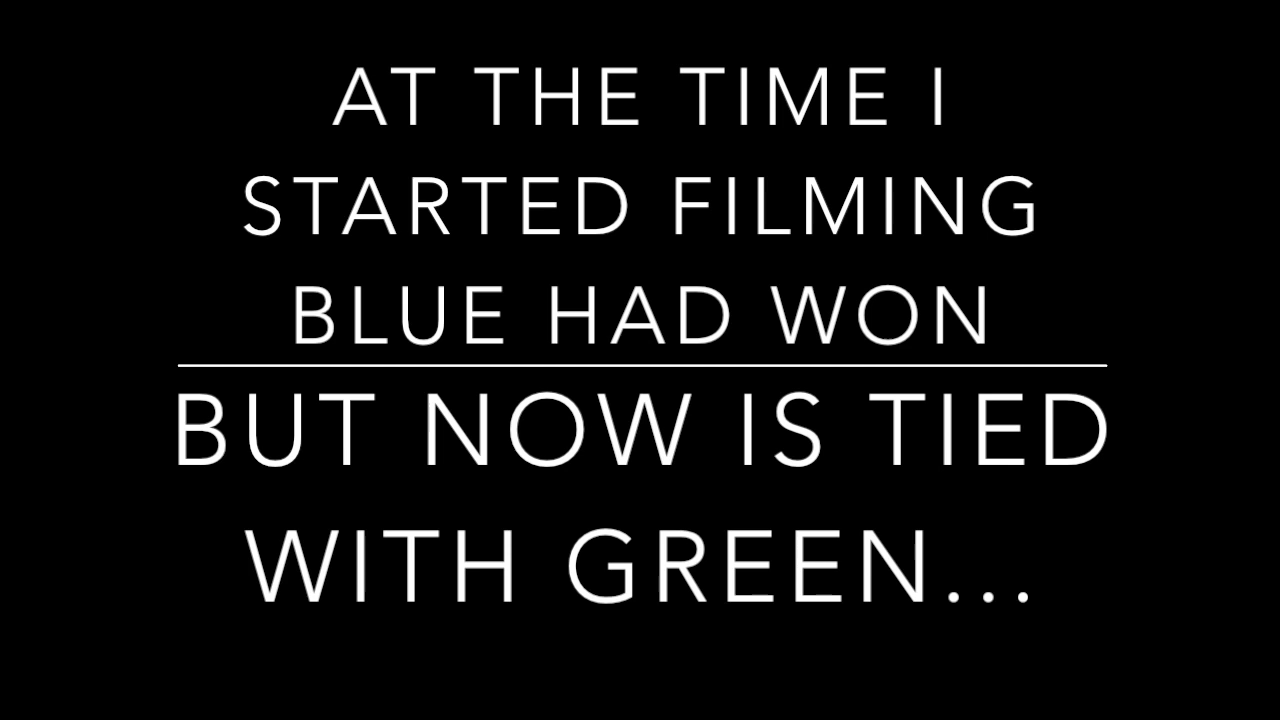 AT THE TIME I
STARTED FILMING
BLUE HAD WON
BUT NOW IS TIED
WITH GREEN...